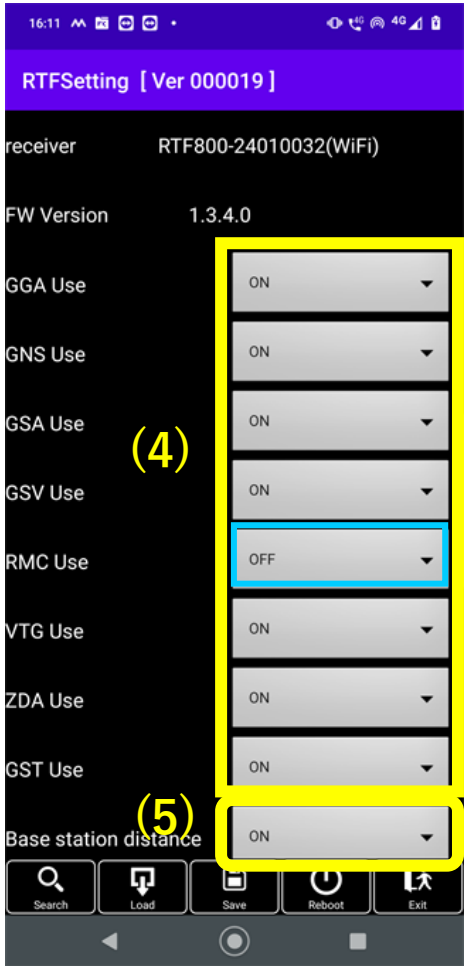 16:11
4G
4G
RTFSetting [ Ver 000019 ]
receiver RTF800-24010032(WiFi)
FW Version 1.3.4.0
GGA Use ON
GNS Use ON
GSA Use ON
(4)
GSV Use ON
RMC Use OFF
VTG Use ON
ZDA Use ON
GST Use ON
(5)
Base station distance ON
Search Load Save Reboot Exit